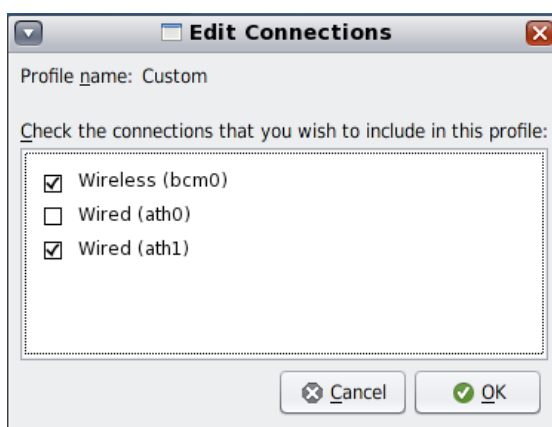 Edit Connections
Profile name: Custom
Check the connections that you wish to include in this profile:
Wireless (bcm0)
Wired (ath0)
Wired (ath1)
Cancel OK